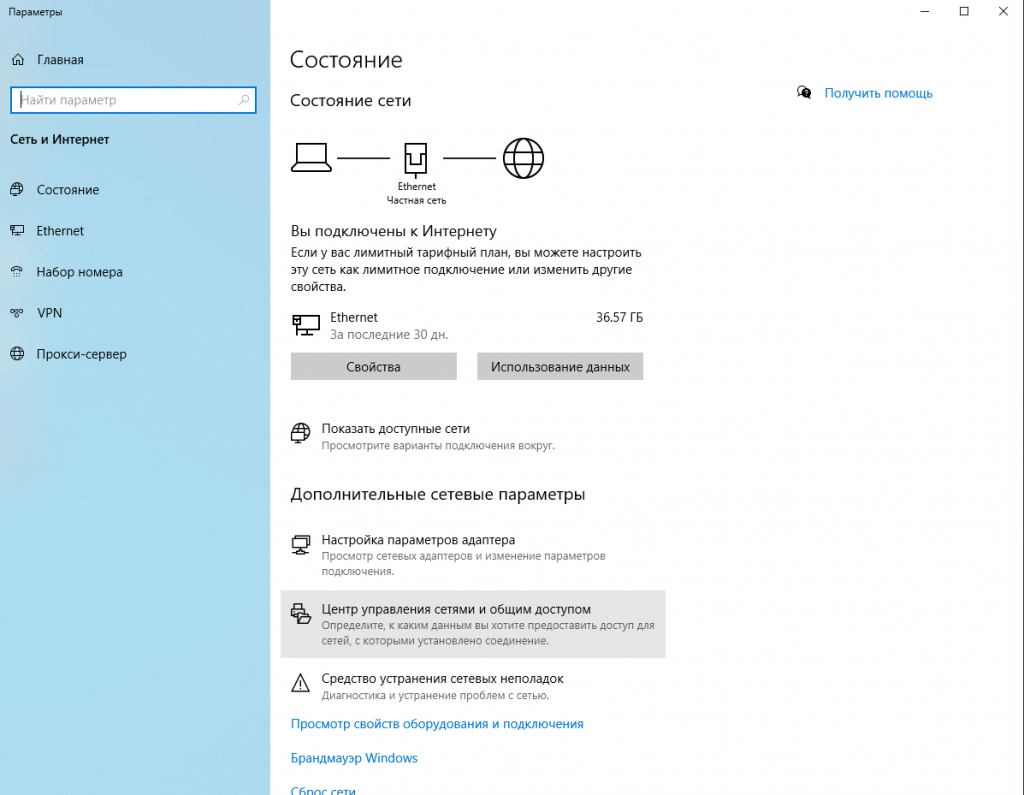 Параметры
Главная
Найти параметр
Сеть и Интернет
Состояние
Ethernet
Набор номера
VPN
Прокси-сервер
Состояние
Состояние сети
Ethernet
Частная сеть
Вы подключены к Интернету
Если у вас лимитный тарифный план, вы можете настроить
эту сеть как лимитное подключение или изменить другие
свойства.
Ethernet
36.57 ГБ
За последние 30 дн.
Свойства
Использование данных
Показать доступные сети
Просмотрите варианты подключения вокруг.
Дополнительные сетевые параметры
Настройка параметров адаптера
Просмотр сетевых адаптеров и изменение параметров
подключения.
Центр управления сетями и общим доступом
Определите, к каким данным вы хотите предоставить доступ для
сетей, с которыми установлено соединение.
Средство устранения сетевых неполадок
Диагностика и устранение проблем с сетью.
Просмотр свойств оборудования и подключения
Брандмауэр Windows
Сброс сети
Получить помощь